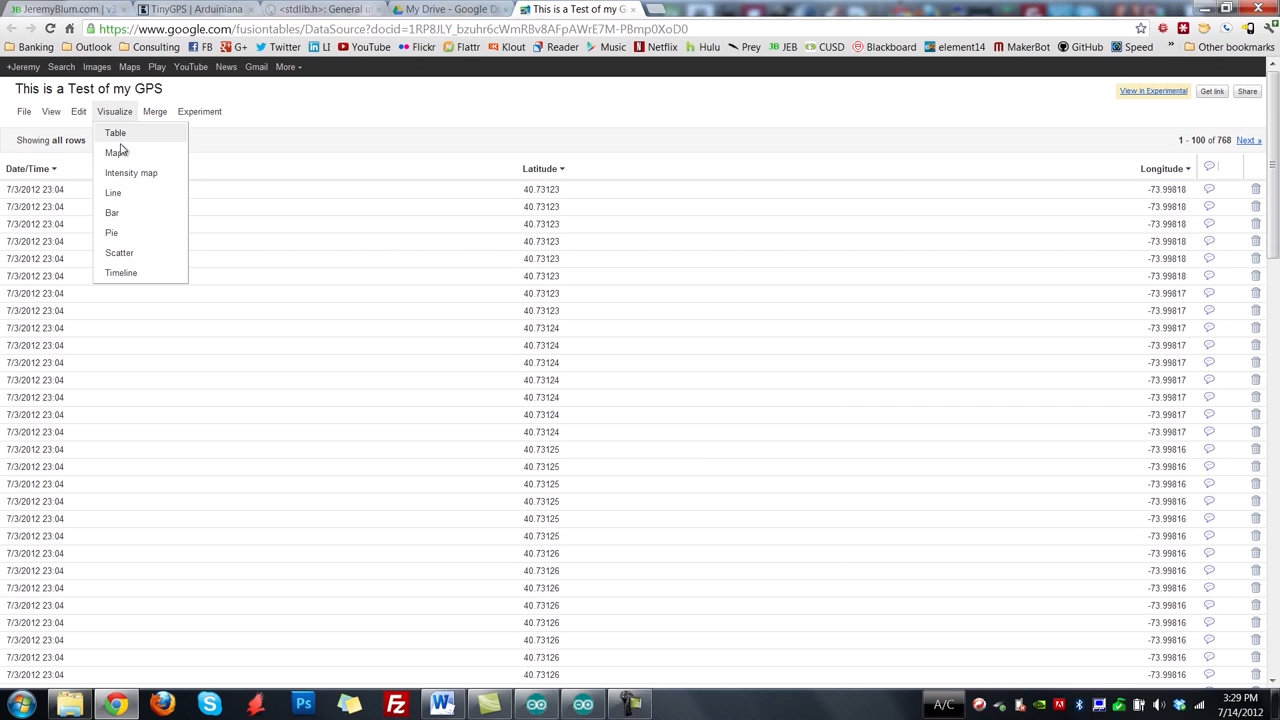 JeremyBlum.com | v3
TinyGPS | Arduiniana
<stdlib.h>: General ut
My Drive - Google D
This is a Test of my G
https://www.google.com/fusiontables/DataSource?docid=1RP8JLY_bzuh6cWmRBv8AFpAWrE7M-PBmp0XoD0
Banking Outlook Consulting FB G+ Twitter LI YouTube Flickr Flattr Klout Reader Music Netflix Hulu Prey JEB CUSD Blackboard element14 MakerBot GitHub Speed » Other bookmarks
+Jeremy Search Images Maps Play YouTube News Gmail More
This is a Test of my GPS
View in Experimental Get link Share
File View Edit Visualize Merge Experiment
Table
Map
Intensity map
Line
Bar
Pie
Scatter
Timeline
Showing all rows
1 - 100 of 768 Next »
Date/Time Latitude Longitude
7/3/2012 23:04 40.73123 -73.99818
7/3/2012 23:04 40.73123 -73.99818
7/3/2012 23:04 40.73123 -73.99818
7/3/2012 23:04 40.73123 -73.99818
7/3/2012 23:04 40.73123 -73.99818
7/3/2012 23:04 40.73123 -73.99818
7/3/2012 23:04 40.73123 -73.99817
7/3/2012 23:04 40.73123 -73.99817
7/3/2012 23:04 40.73124 -73.99817
7/3/2012 23:04 40.73124 -73.99817
7/3/2012 23:04 40.73124 -73.99817
7/3/2012 23:04 40.73124 -73.99817
7/3/2012 23:04 40.73124 -73.99817
7/3/2012 23:04 40.73124 -73.99817
7/3/2012 23:04 40.73124 -73.99817
7/3/2012 23:04 40.73125 -73.99816
7/3/2012 23:04 40.73125 -73.99816
7/3/2012 23:04 40.73125 -73.99816
7/3/2012 23:04 40.73125 -73.99816
7/3/2012 23:04 40.73125 -73.99816
7/3/2012 23:04 40.73125 -73.99816
7/3/2012 23:04 40.73126 -73.99816
7/3/2012 23:04 40.73126 -73.99816
7/3/2012 23:04 40.73126 -73.99816
7/3/2012 23:04 40.73126 -73.99816
7/3/2012 23:04 40.73126 -73.99816
7/3/2012 23:04 40.73126 -73.99816
7/3/2012 23:04 40.73126 -73.99816
7/3/2012 23:04 40.73126 -73.99816
A/C
3:29 PM
7/14/2012